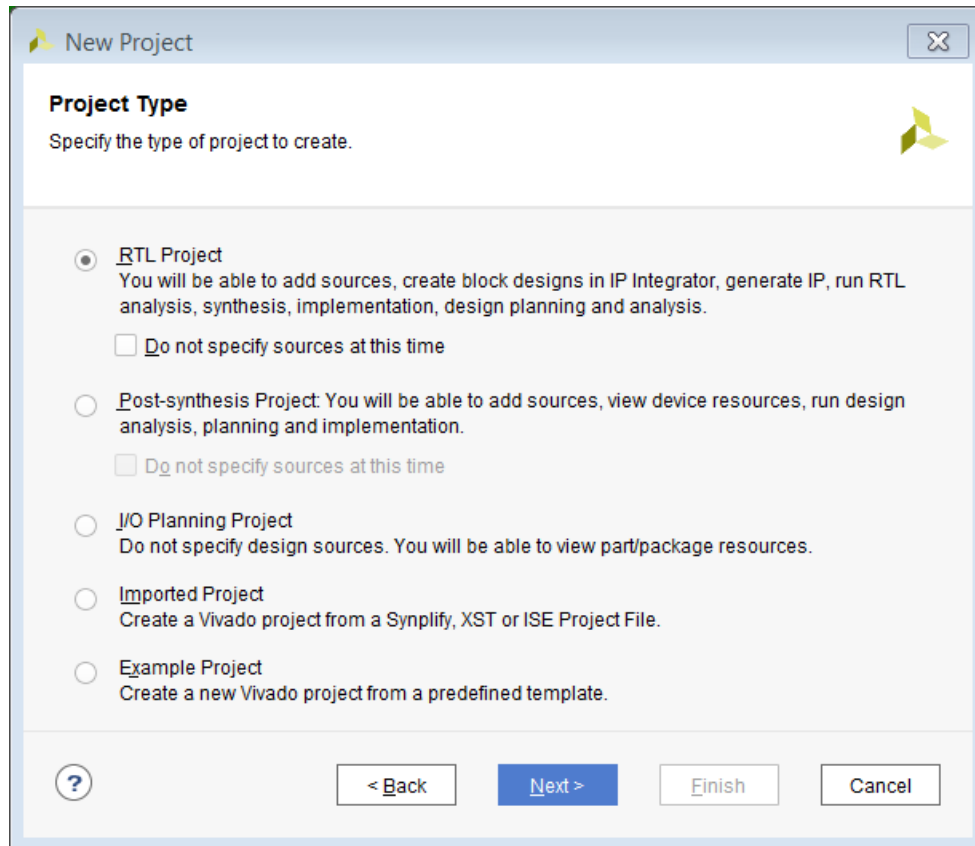 New Project
Project Type
Specify the type of project to create.
RTL Project
You will be able to add sources, create block designs in IP Integrator, generate IP, run RTL
analysis, synthesis, implementation, design planning and analysis.
Do not specify sources at this time
Post-synthesis Project: You will be able to add sources, view device resources, run design
analysis, planning and implementation.
Do not specify sources at this time
I/O Planning Project
Do not specify design sources. You will be able to view part/package resources.
Imported Project
Create a Vivado project from a Synplify, XST or ISE Project File.
Example Project
Create a new Vivado project from a predefined template.
?
< Back
Next >
Finish
Cancel